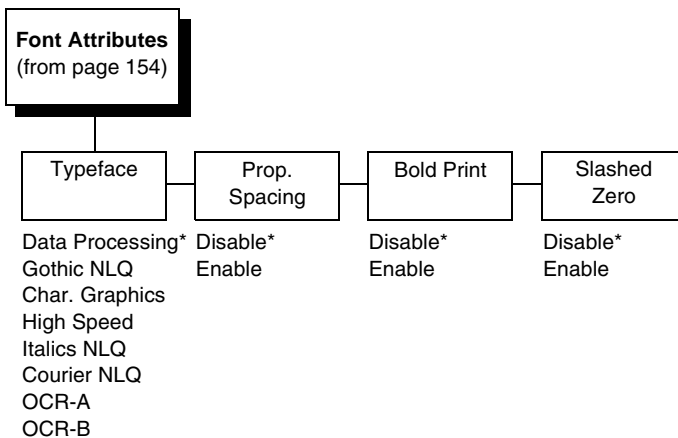 Font Attributes
(from page 154)
Typeface
Prop.
Spacing
Bold Print
Slashed
Zero
Data Processing*
Gothic NLQ
Char. Graphics
High Speed
Italics NLQ
Courier NLQ
OCR-A
OCR-B
Disable*
Enable
Disable*
Enable
Disable*
Enable